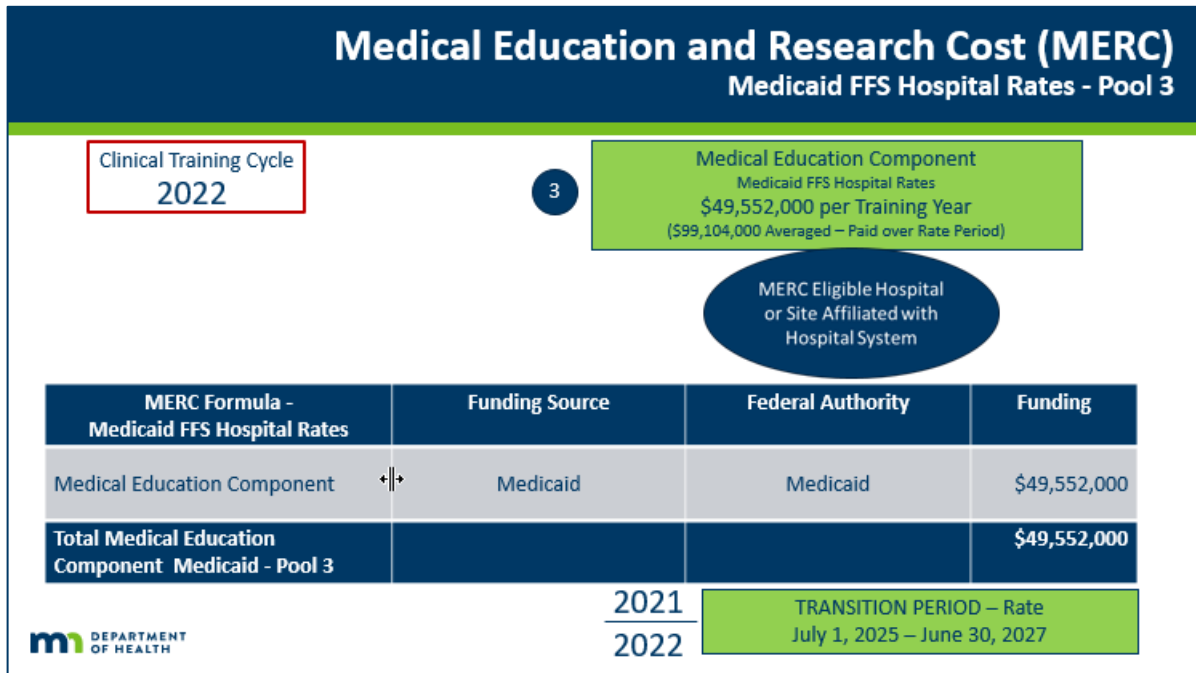 Medical Education and Research Cost (MERC)
Medicaid FFS Hospital Rates - Pool 3
Clinical Training Cycle
2022
3
Medical Education Component
Medicaid FFS Hospital Rates
$49,552,000 per Training Year
($99,104,000 Averaged – Paid over Rate Period)
MERC Eligible Hospital
or Site Affiliated with
Hospital System
MERC Formula -
Medicaid FFS Hospital Rates
Funding Source
Federal Authority
Funding
Medical Education Component
Medicaid
Medicaid
$49,552,000
Total Medical Education
Component Medicaid - Pool 3
$49,552,000
2021
2022
TRANSITION PERIOD – Rate
July 1, 2025 – June 30, 2027
mn DEPARTMENT
OF HEALTH